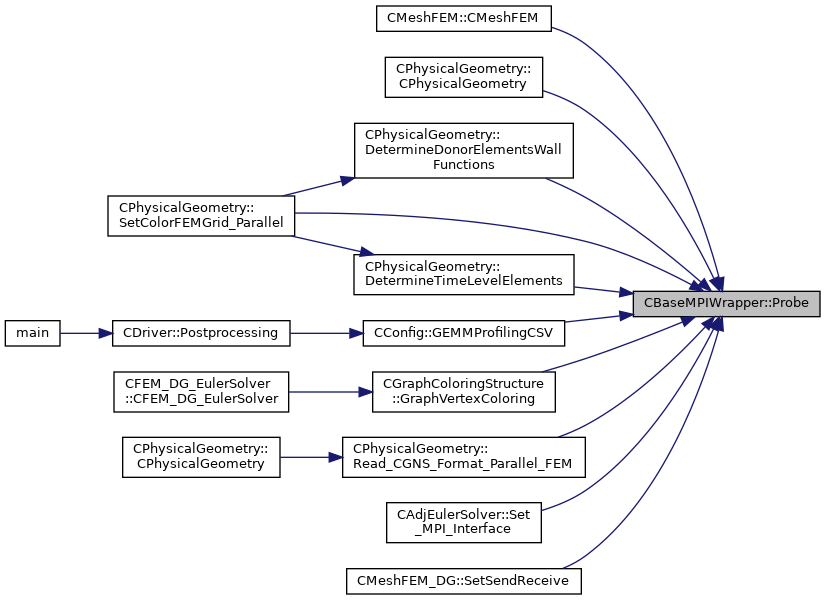 CMeshFEM::CMeshFEM
CPhysicalGeometry::
CPhysicalGeometry
CPhysicalGeometry::
DetermineDonorElementsWall
Functions
CPhysicalGeometry::
SetColorFEMGrid_Parallel
CPhysicalGeometry::
DetermineTimeLevelElements
CBaseMPIWrapper::Probe
main
CDriver::Postprocessing
CConfig::GEMMProfilingCSV
CFEM_DG_EulerSolver
::CFEM_DG_EulerSolver
CGraphColoringStructure
::GraphVertexColoring
CPhysicalGeometry::
CPhysicalGeometry
CPhysicalGeometry::
Read_CGNS_Format_Parallel_FEM
CAdjEulerSolver::Set
_MPI_Interface
CMeshFEM_DG::SetSendReceive